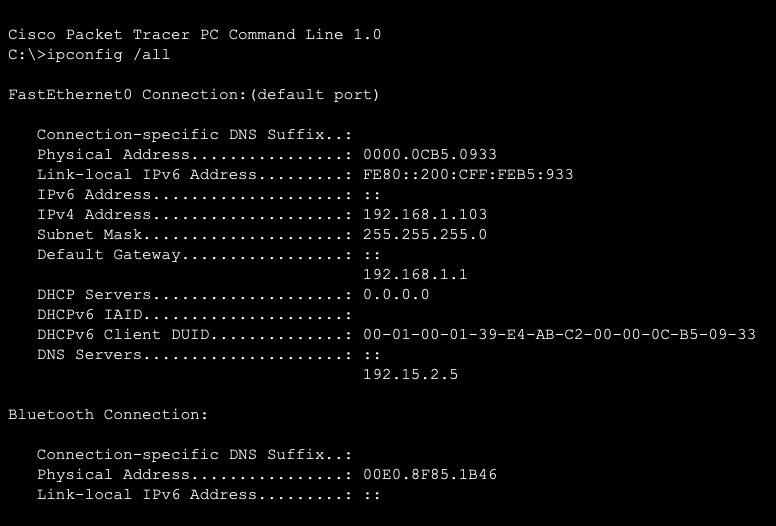 Cisco Packet Tracer PC Command Line 1.0
C:\>ipconfig /all
FastEthernet0 Connection:(default port)
Connection-specific DNS Suffix..:
Physical Address................: 0000.0CB5.0933
Link-local IPv6 Address.........: FE80::200:CFF:FEB5:933
IPv6 Address....................: ::
IPv4 Address....................: 192.168.1.103
Subnet Mask.....................: 255.255.255.0
Default Gateway.................: ::
192.168.1.1
DHCP Servers....................: 0.0.0.0
DHCPv6 IAID.....................:
DHCPv6 Client DUID..............: 00-01-00-01-39-E4-AB-C2-00-00-0C-B5-09-33
DNS Servers.....................: ::
192.15.2.5
Bluetooth Connection:
Connection-specific DNS Suffix..:
Physical Address................: 00E0.8F85.1B46
Link-local IPv6 Address.........: ::